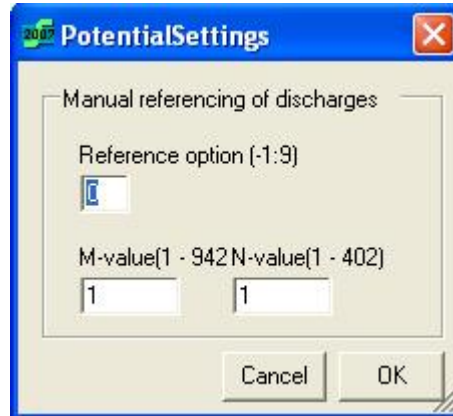 2007 PotentialSettings
Manual referencing of discharges
Reference option (-1:9)
0
M-value(1 - 942 N-value(1 - 402)
1 1
Cancel OK